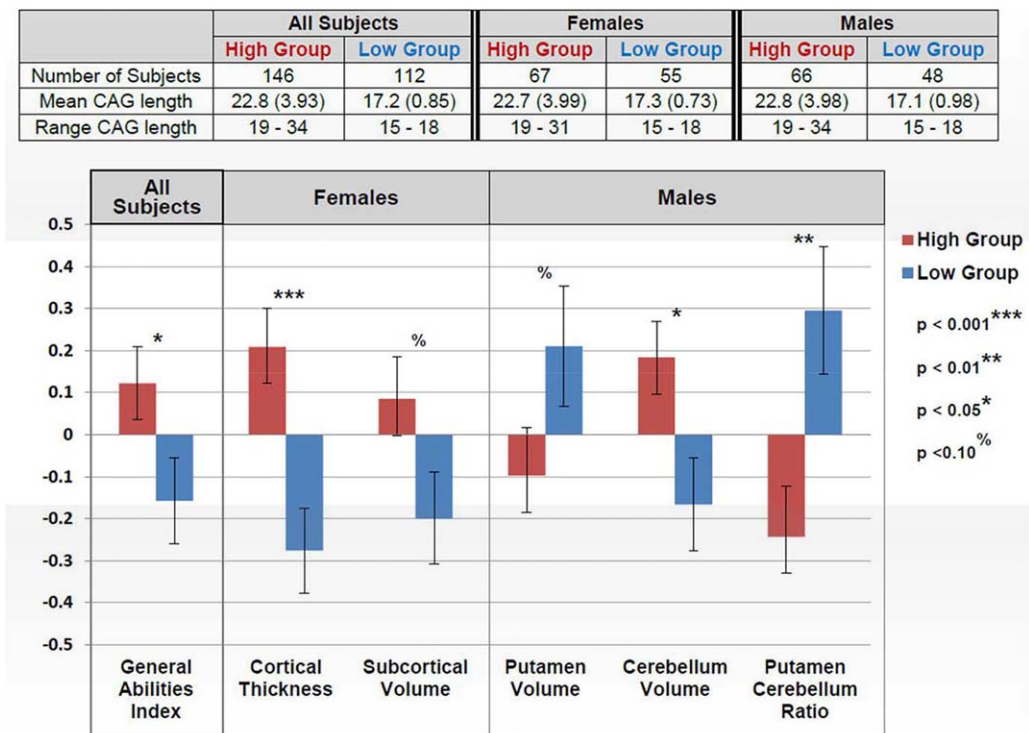 All Subjects Females Males
High Group Low Group High Group Low Group High Group Low Group
Number of Subjects 146 112 67 55 66 48
Mean CAG length 22.8 (3.93) 17.2 (0.85) 22.7 (3.99) 17.3 (0.73) 22.8 (3.98) 17.1 (0.98)
Range CAG length 19 - 34 15 - 18 19 - 31 15 - 18 19 - 34 15 - 18
All
Subjects
Females
Males
0.5
0.4
0.3
0.2
0.1
0
-0.1
-0.2
-0.3
-0.4
-0.5
*
***
%
%
*
**
High Group
Low Group
p < 0.001***
p < 0.01**
p < 0.05*
p <0.10%
General
Abilities
Index
Cortical
Thickness
Subcortical
Volume
Putamen
Volume
Cerebellum
Volume
Putamen
Cerebellum
Ratio